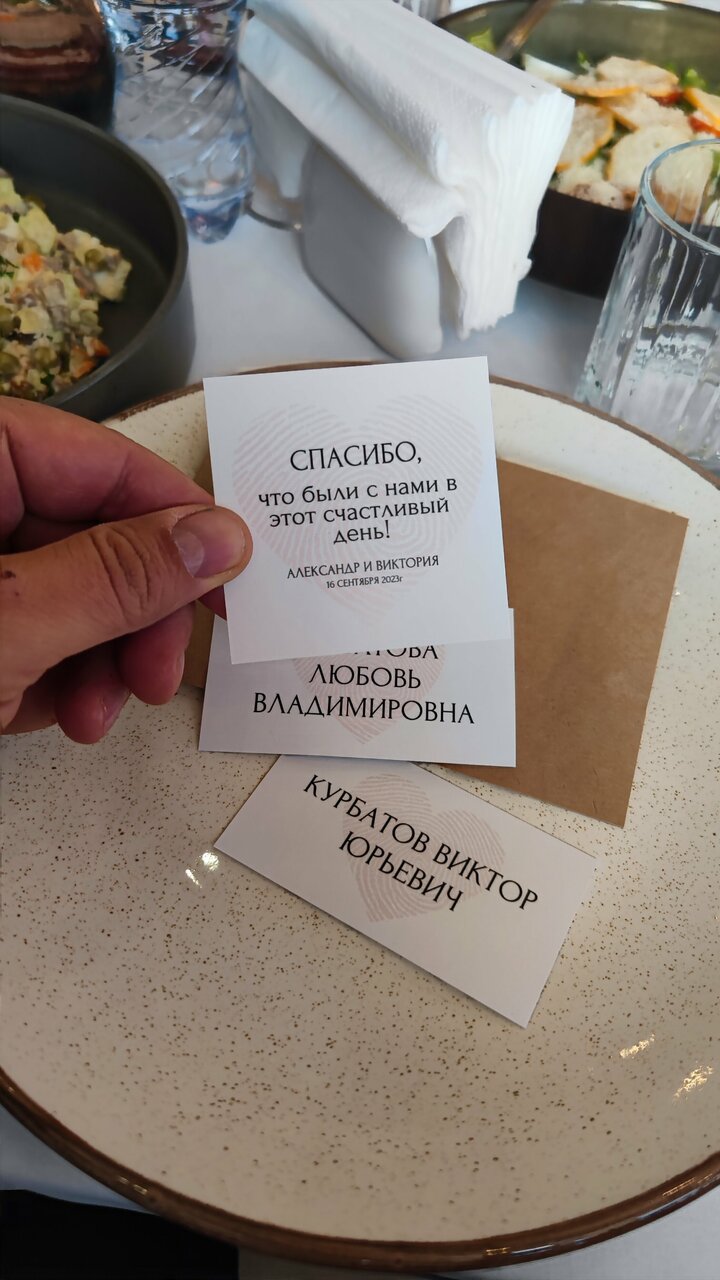 СПАСИБО,
что были с нами в
этот счастливый
день!
АЛЕКСАНДР И ВИКТОРИЯ
16 СЕНТЯБРЯ 2023г
ЛЮБОВЬ
ВЛАДИМИРОВНА
КУРБАТОВ ВИКТОР
ЮРЬЕВИЧ